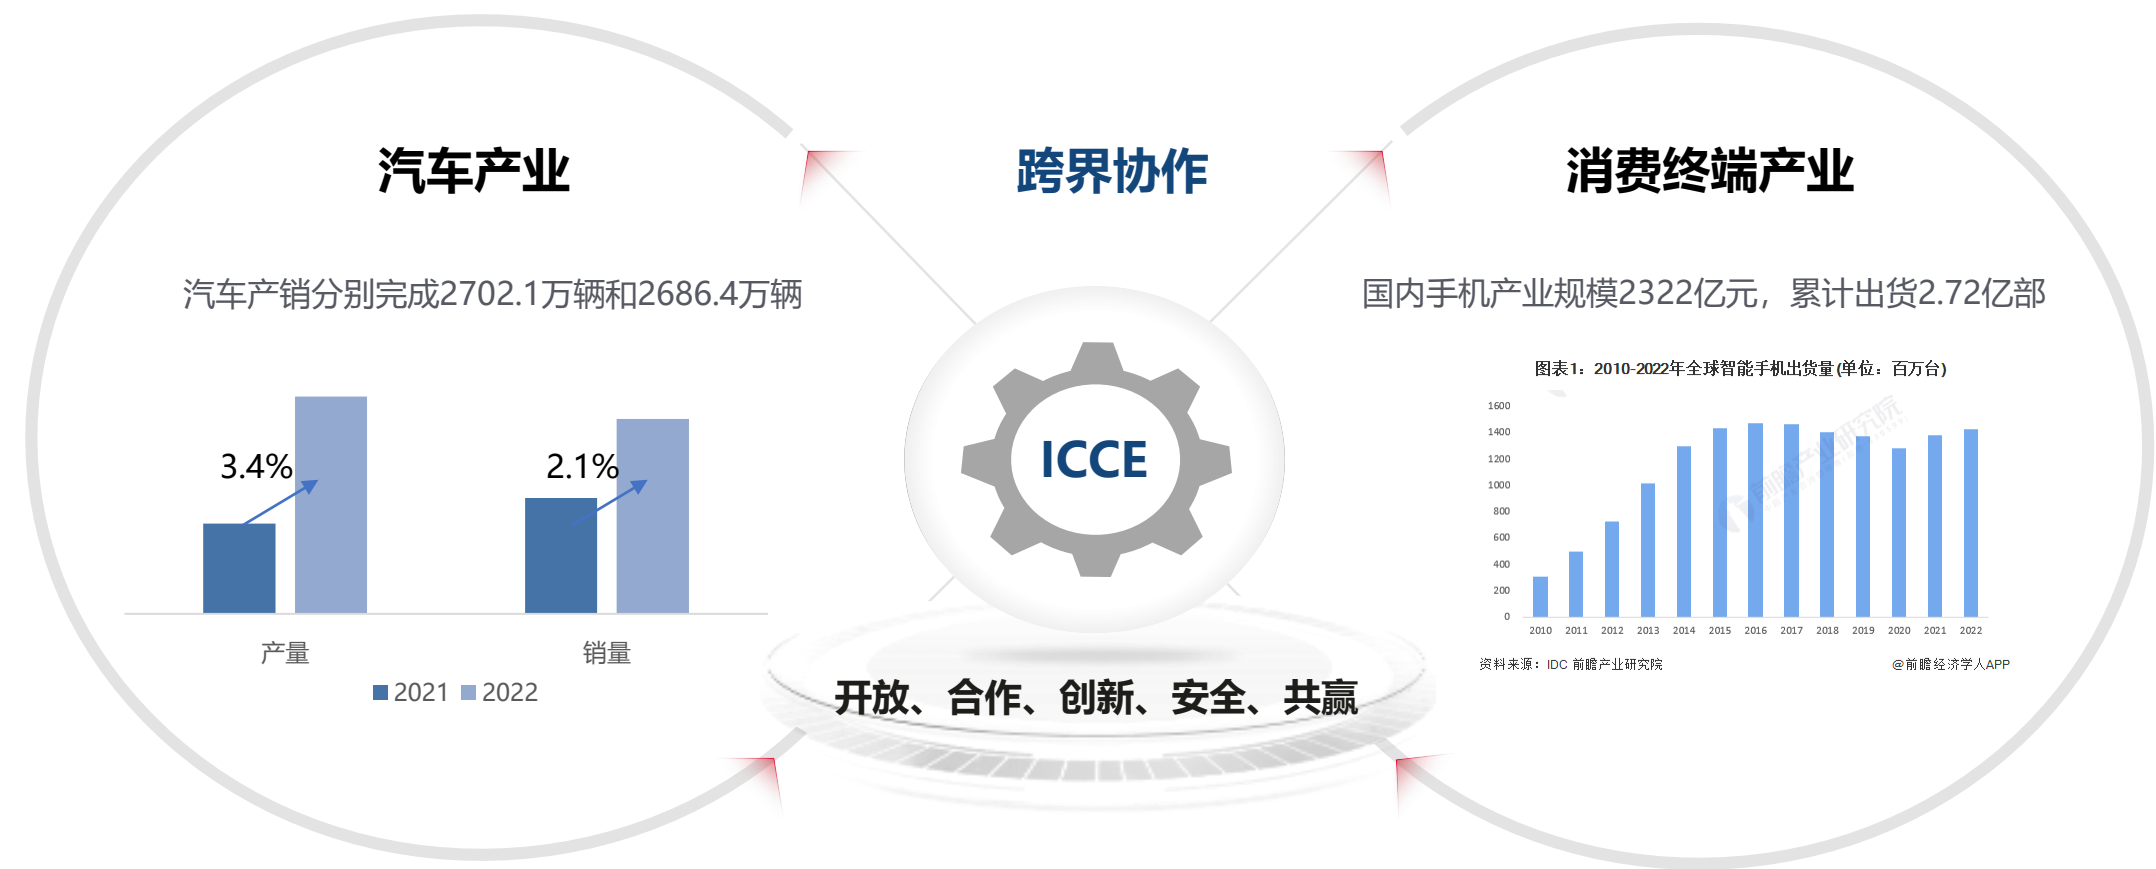 汽车产业
汽车产销分别完成2702.1万辆和2686.4万辆
3.4%
2.1%
产量
销量
2021
2022
跨界协作
ICCE
开放、合作、创新、安全、共赢
消费终端产业
国内手机产业规模2322亿元，累计出货2.72亿部
图表1：2010-2022年全球智能手机出货量(单位：百万台)
1600
1400
1200
1000
800
600
400
200
0
2010 2011 2012 2013 2014 2015 2016 2017 2018 2019 2020 2021 2022
前瞻产业研究院
资料来源：IDC 前瞻产业研究院
@前瞻经济学人APP